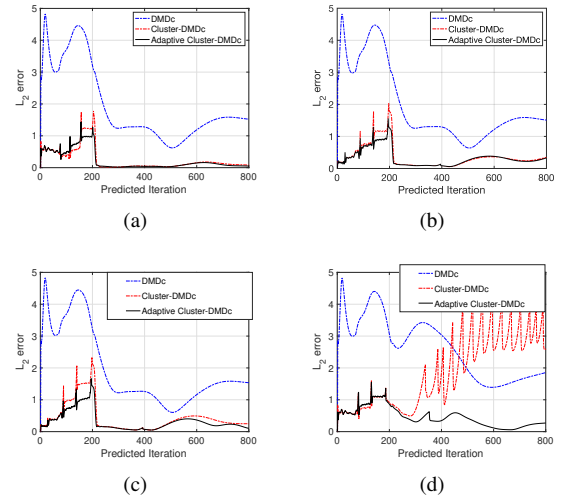 5
4
3
2
1
0
0
200
400
600
800
L2 error
Predicted Iteration
DMDc
Cluster-DMDc
Adaptive Cluster-DMDc
(a)
5
4
3
2
1
0
0
200
400
600
800
L2 error
Predicted Iteration
DMDc
Cluster-DMDc
Adaptive Cluster-DMDc
(b)
5
4
3
2
1
0
0
200
400
600
800
L2 error
Predicted Iteration
DMDc
Cluster-DMDc
Adaptive Cluster-DMDc
(c)
5
4
3
2
1
0
0
200
400
600
800
L2 error
Predicted Iteration
DMDc
Cluster-DMDc
Adaptive Cluster-DMDc
(d)